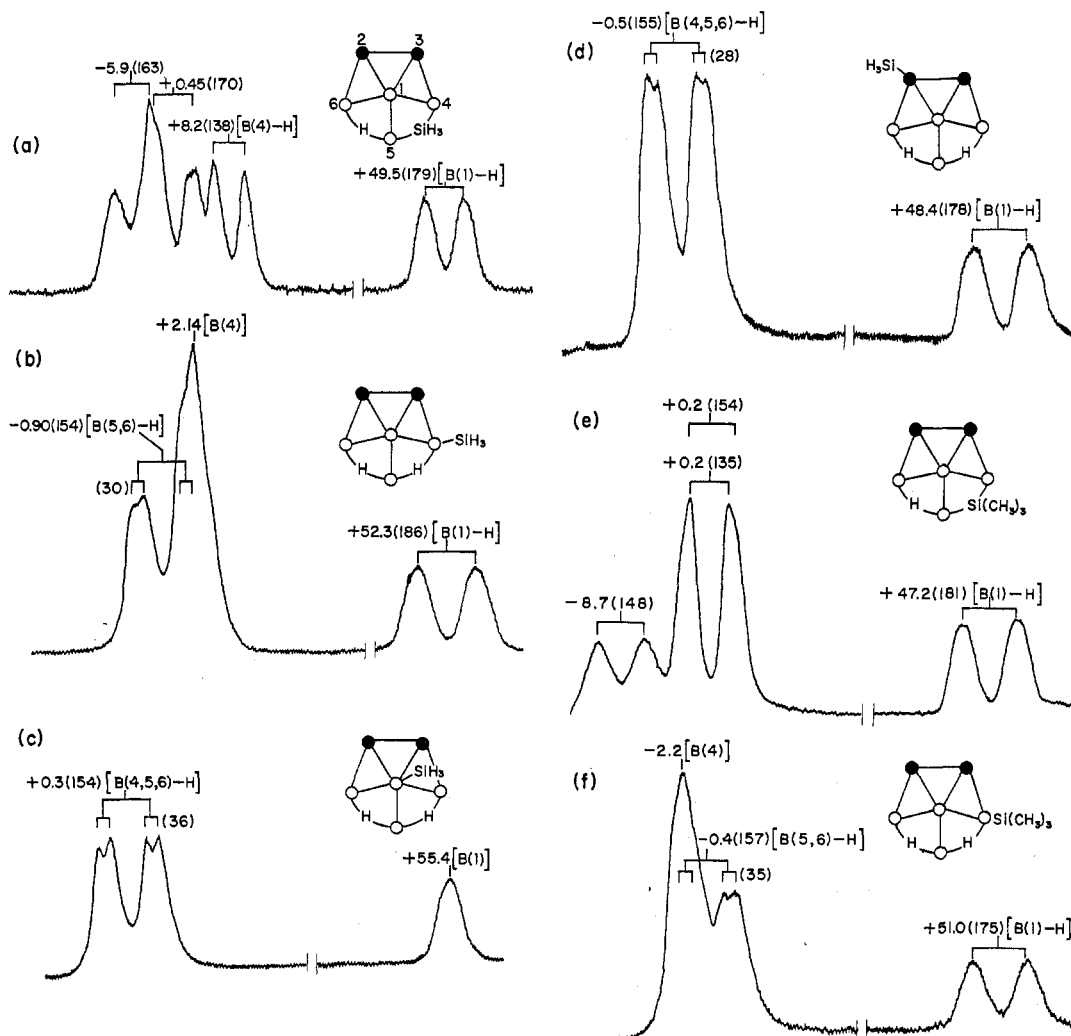 (a)
-5.9(163)
+0.45(170)
+8.2(138)[B(4)-H]
+49.5(179)[B(1)-H]
2 3
1
6 4
H SiH₃
5
(b)
+2.14[B(4)]
-0.90(154)[B(5,6)-H]
(30)
+52.3(186)[B(1)-H]
SiH₃
H H
(c)
+0.3(154)[B(4,5,6)-H]
(36)
+55.4[B(1)]
SiH₃
H H
(d)
-0.5(155)[B(4,5,6)-H]
(28)
+48.4(178)[B(1)-H]
H₃Si
H H
(e)
+0.2(154)
+0.2(135)
-8.7(148)
+47.2(181)[B(1)-H]
H Si(CH₃)₃
(f)
-2.2[B(4)]
-0.4(157)[B(5,6)-H]
(35)
+51.0(175)[B(1)-H]
Si(CH₃)₃
H H